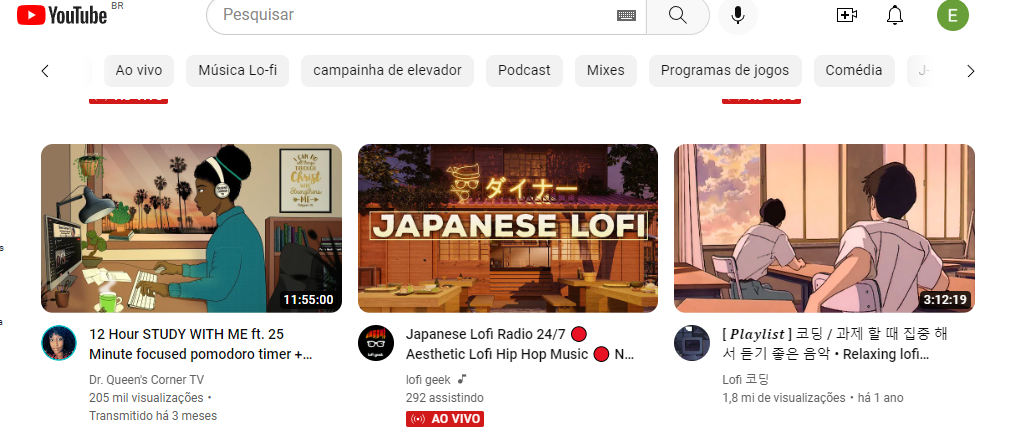 YouTube BR
Pesquisar
E
Ao vivo
Música Lo-fi
campainha de elevador
Podcast
Mixes
Programas de jogos
Comédia
J-
I CAN DO
ALL THINGS
THROUGH
Christ
Strengthens
ME
11:55:00
ダイナー
JAPANESE LOFI
3:12:19
12 Hour STUDY WITH ME ft. 25
Minute focused pomodoro timer +...
Dr. Queen's Corner TV
205 mil visualizações •
Transmitido há 3 meses
lofi geek
Japanese Lofi Radio 24/7 🔴
Aesthetic Lofi Hip Hop Music 🔴 N...
lofi geek
292 assistindo
AO VIVO
[ Playlist ] 코딩 / 과제 할 때 집중 해
서 듣기 좋은 음악 • Relaxing lofi...
Lofi 코딩
1,8 mi de visualizações • há 1 ano